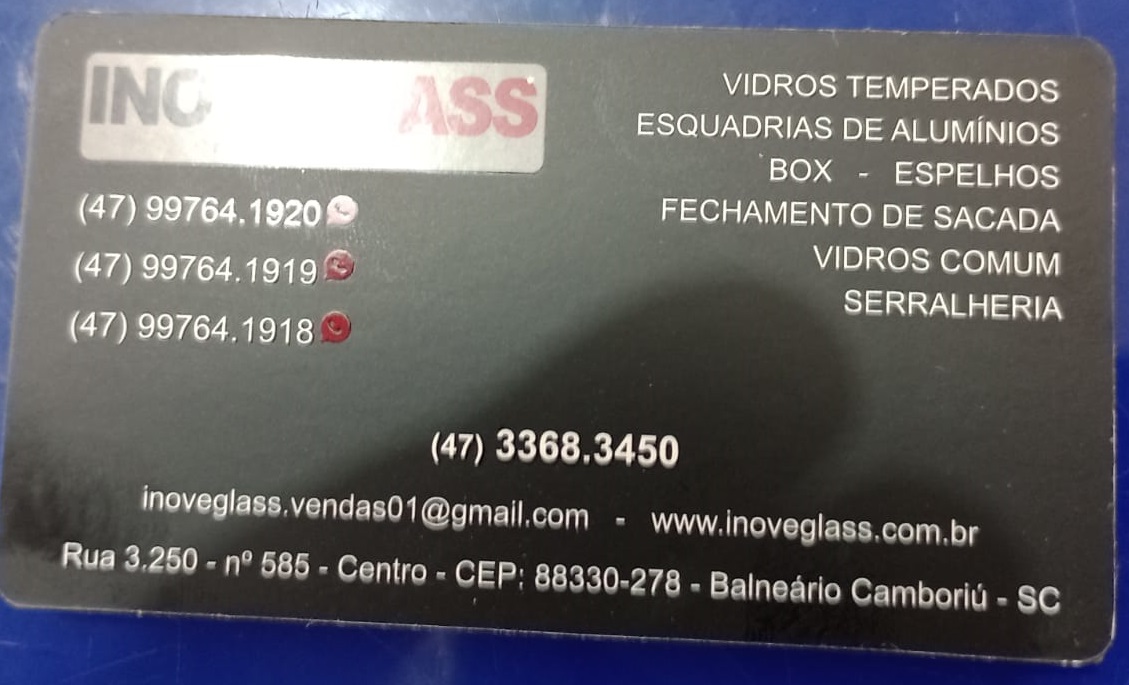 INO ASS
(47) 99764.1920
(47) 99764.1919
(47) 99764.1918
VIDROS TEMPERADOS
ESQUADRIAS DE ALUMÍNIOS
BOX - ESPELHOS
FECHAMENTO DE SACADA
VIDROS COMUM
SERRALHERIA
(47) 3368.3450
inoveglass.vendas01@gmail.com - www.inoveglass.com.br
Rua 3.250 - nº 585 - Centro - CEP: 88330-278 - Balneário Camboriú - SC